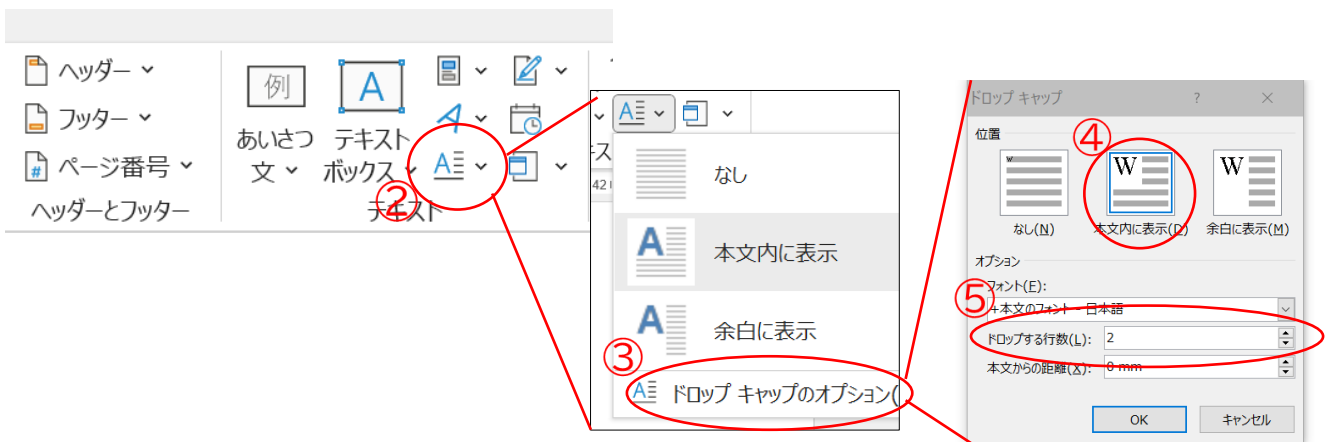 ヘッダー
フッター
ページ番号
ヘッダーとフッター
例
あいさつ
文
A
テキスト
ボックス
②
テキスト
42
なし
本文内に表示
余白に表示
③
ドロップ キャップのオプション(
ドロップ キャップ
?
位置
④
なし(N)
本文内に表示(D)
余白に表示(M)
オプション
フォント(F):
⑤
+本文のフォント - 日本語
ドロップする行数(L): 2
本文からの距離(X): 0 mm
OK
キャンセル